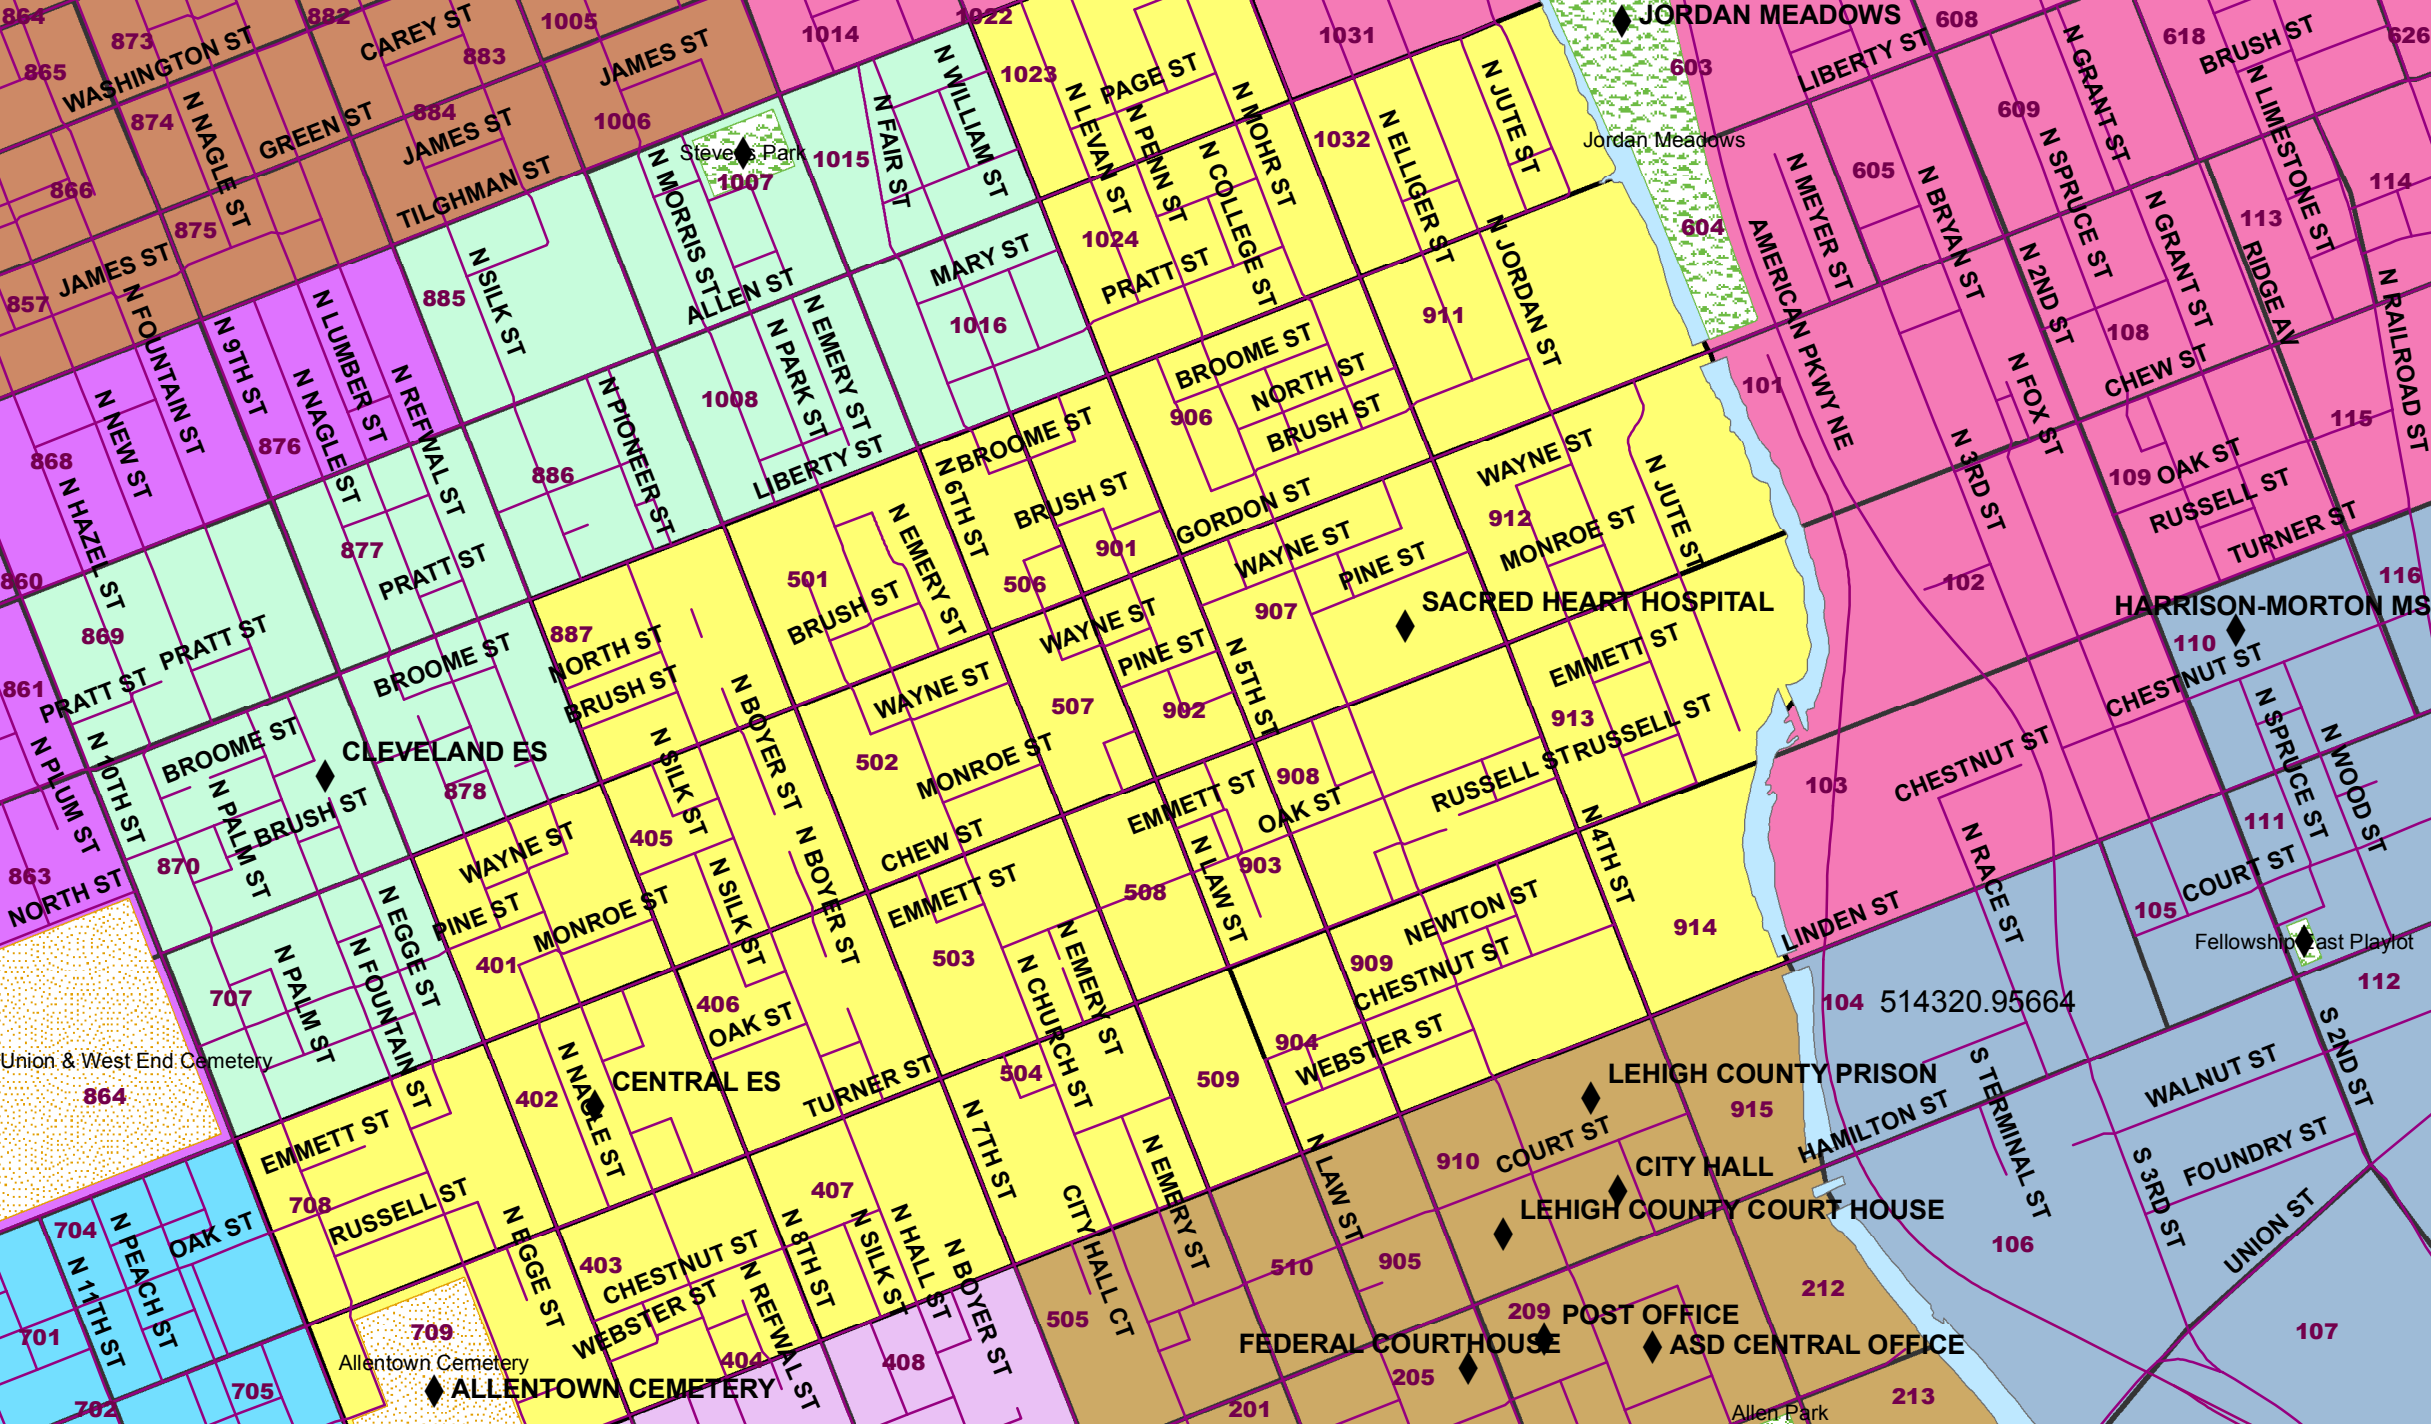 864
873
882
CAREY ST
1005
1014
1022
1031
JORDAN MEADOWS
608
618
BRUSH ST
626
865
WASHINGTON ST
883
JAMES ST
N WILLIAM ST
1023
PAGE ST
N JUTE ST
603
LIBERTY ST
N GRANT ST
N LIMESTONE ST
874
N NAGLE ST
GREEN ST
884
JAMES ST
1006
N FAIR ST
N LEVAN ST
N PENN ST
N MOHR ST
1032
N ELLIGER ST
Jordan Meadows
609
N SPRUCE ST
866
TILGHMAN ST
N MORRIS ST
Stevens Park
1007
1015
N COLLEGE ST
N MEYER ST
605
N BRYAN ST
N GRANT ST
114
875
JAMES ST
857
N FOUNTAIN ST
885
N SILK ST
ALLEN ST
MARY ST
1024
PRATT ST
N JORDAN ST
604
AMERICAN PKWY NE
N 2ND ST
113
RIDGE AV
N RAILROAD ST
N 9TH ST
N LUMBER ST
N PARK ST
N EMERY ST
1016
911
BROOME ST
108
CHEW ST
868
N NEW ST
876
N NAGLE ST
N REFWAL ST
N PIONEER ST
1008
LIBERTY ST
906
NORTH ST
BRUSH ST
101
N FOX ST
115
N HAZEL ST
886
BROOME ST
N 6TH ST
WAYNE ST
N JUTE ST
N 3RD ST
109
OAK ST
RUSSELL ST
TURNER ST
860
877
PRATT ST
501
BRUSH ST
N EMERY ST
BRUSH ST
506
901
GORDON ST
WAYNE ST
PINE ST
912
MONROE ST
102
116
869
PRATT ST
PRATT ST
861
887
NORTH ST
BRUSH ST
WAYNE ST
WAYNE ST
PINE ST
907
SACRED HEART HOSPITAL
HARRISON-MORTON MS
110
CHESTNUT ST
BROOME ST
BROOME ST
N 10TH ST
N PLUM ST
CLEVELAND ES
N BOYER ST
N SILK ST
502
MONROE ST
507
902
N 5TH ST
908
EMMETT ST
913
RUSSELL ST
RUSSELL ST
103
CHESTNUT ST
N SPRUCE ST
N WOOD ST
N PALM ST
BRUSH ST
878
WAYNE ST
405
CHEW ST
EMMETT ST
OAK ST
111
COURT ST
863
NORTH ST
870
N EGGE ST
PINE ST
MONROE ST
N SILK ST
N BOYER ST
EMMETT ST
508
N LAW ST
903
N 4TH ST
NEWTON ST
914
LINDEN ST
N RACE ST
105
Fellowship East Playlot
707
N PALM ST
N FOUNTAIN ST
401
406
OAK ST
503
N CHURCH ST
N EMERY ST
909
CHESTNUT ST
904
WEBSTER ST
104
514320.95664
112
S 2ND ST
Union & West End Cemetery
864
402
N NAGLE ST
CENTRAL ES
TURNER ST
504
509
LEHIGH COUNTY PRISON
915
S TERMINAL ST
WALNUT ST
EMMETT ST
708
RUSSELL ST
407
N 7TH ST
N EMERY ST
N LAW ST
910
COURT ST
CITY HALL
HAMILTON ST
S 3RD ST
FOUNDRY ST
704
N PEACH ST
OAK ST
N EGGE ST
403
CHESTNUT ST
N 8TH ST
N SILK ST
N HALL ST
CITY HALL CT
LEHIGH COUNTY COURT HOUSE
510
905
106
UNION ST
701
N 11TH ST
709
Allentown Cemetery
WEBSTER ST
N REFWAL ST
404
N BOYER ST
408
505
209
POST OFFICE
212
FEDERAL COURTHOUSE
ASD CENTRAL OFFICE
107
702
705
ALLENTOWN CEMETERY
201
205
Allen Park
213